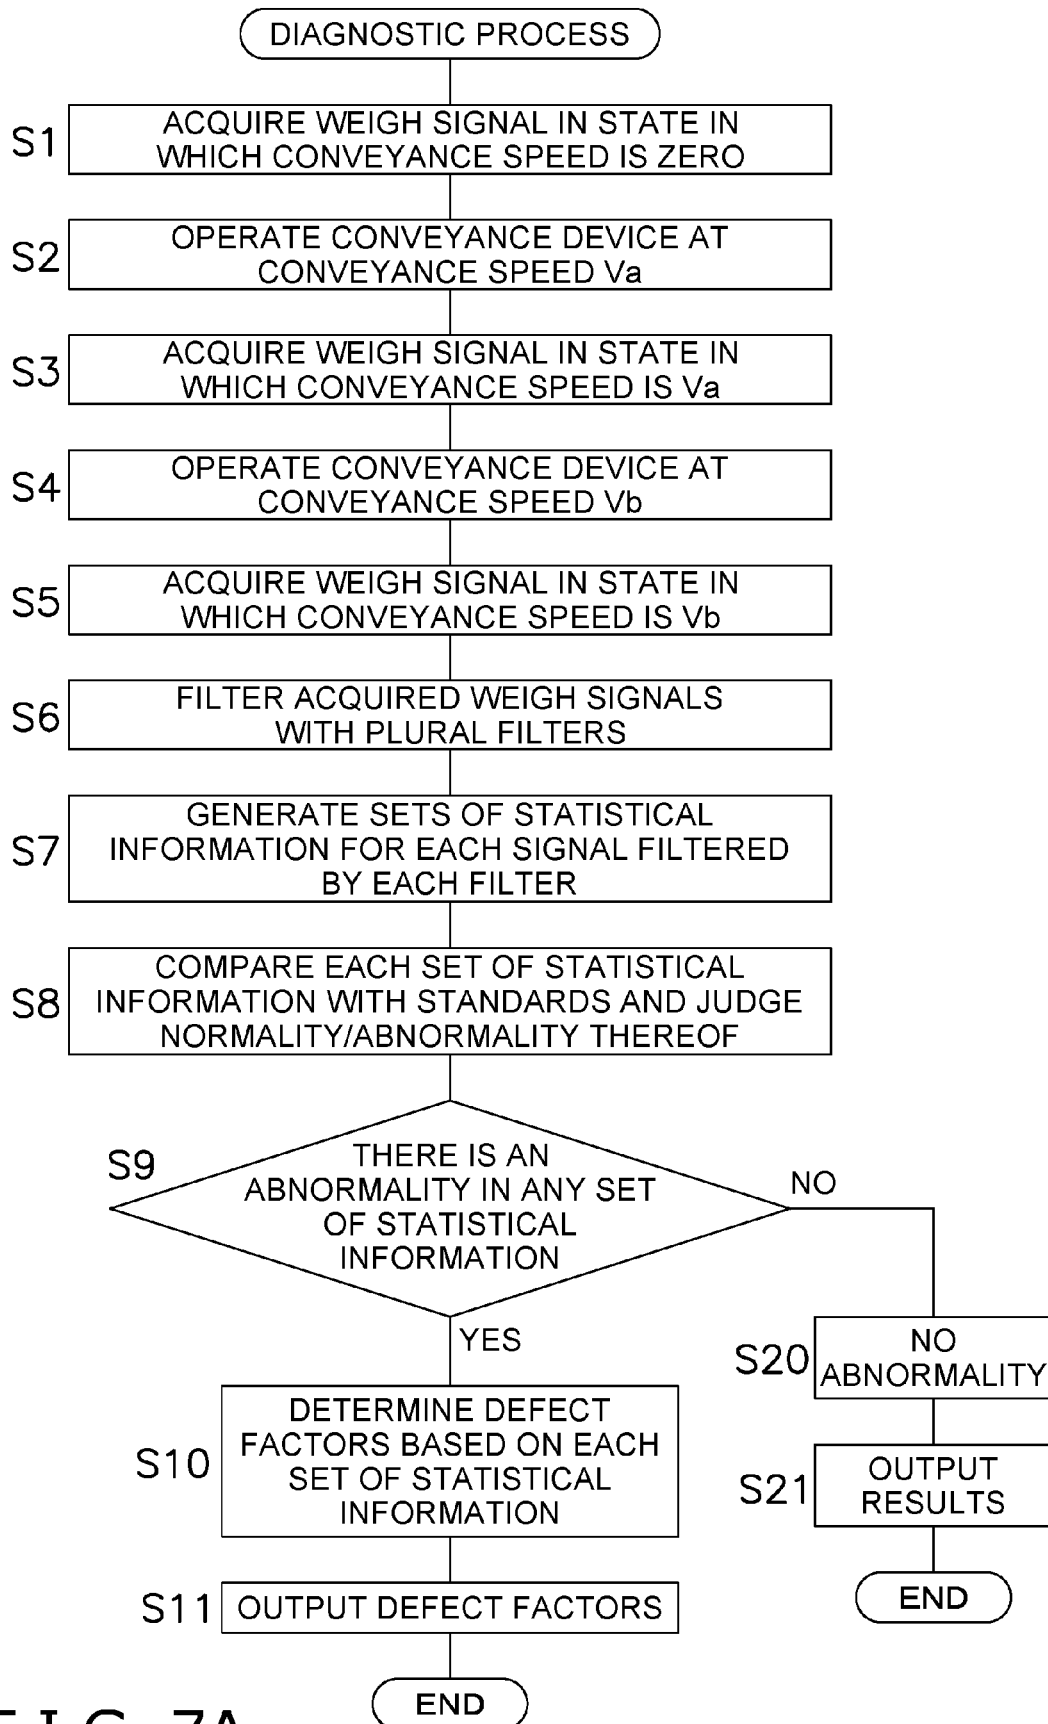 DIAGNOSTIC PROCESS
S1
ACQUIRE WEIGH SIGNAL IN STATE IN
WHICH CONVEYANCE SPEED IS ZERO
S2
OPERATE CONVEYANCE DEVICE AT
CONVEYANCE SPEED Va
S3
ACQUIRE WEIGH SIGNAL IN STATE IN
WHICH CONVEYANCE SPEED IS Va
S4
OPERATE CONVEYANCE DEVICE AT
CONVEYANCE SPEED Vb
S5
ACQUIRE WEIGH SIGNAL IN STATE IN
WHICH CONVEYANCE SPEED IS Vb
S6
FILTER ACQUIRED WEIGH SIGNALS
WITH PLURAL FILTERS
S7
GENERATE SETS OF STATISTICAL
INFORMATION FOR EACH SIGNAL FILTERED
BY EACH FILTER
S8
COMPARE EACH SET OF STATISTICAL
INFORMATION WITH STANDARDS AND JUDGE
NORMALITY/ABNORMALITY THEREOF
S9
THERE IS AN
ABNORMALITY IN ANY SET
OF STATISTICAL
INFORMATION
NO
YES
S20
NO
ABNORMALITY
S10
DETERMINE DEFECT
FACTORS BASED ON EACH
SET OF STATISTICAL
INFORMATION
S21
OUTPUT
RESULTS
S11
OUTPUT DEFECT FACTORS
END
END
FIG. 7A